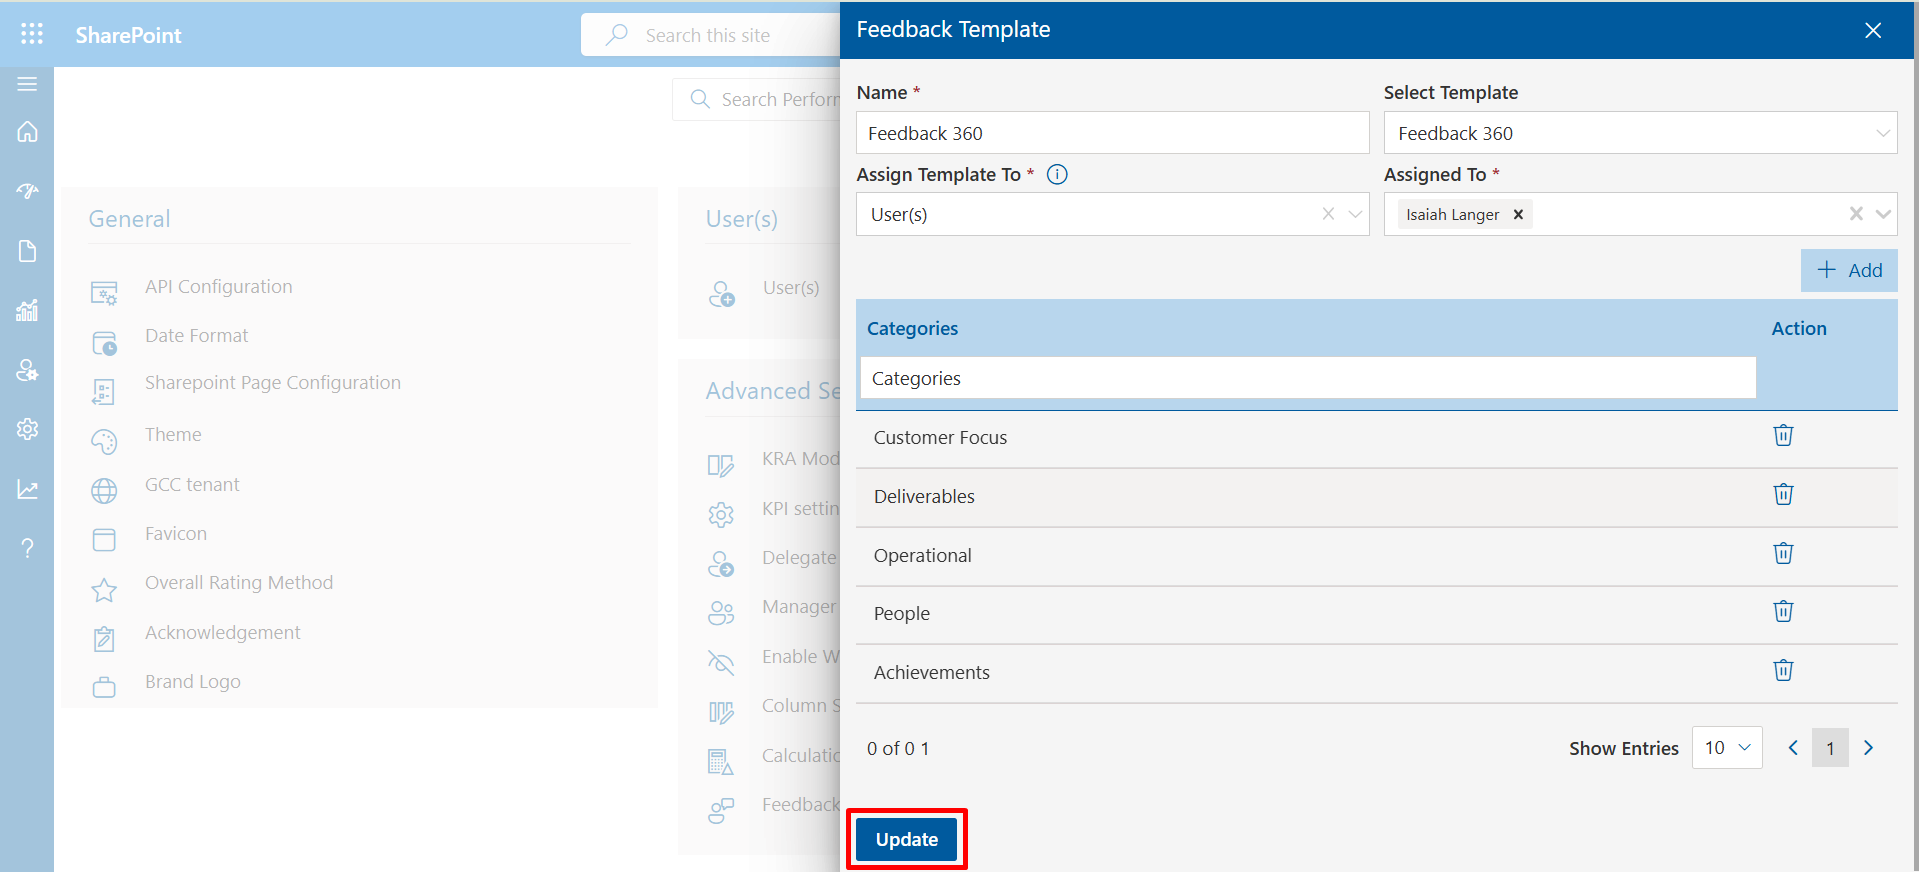 SharePoint
Search this site
Search Perforn
General
API Configuration
Date Format
Sharepoint Page Configuration
Theme
GCC tenant
Favicon
Overall Rating Method
Acknowledgement
Brand Logo
User(s)
User(s)
Advanced Se
KRA Mod
KPI settin
Delegate
Manager
Enable W
Column S
Calculatio
Feedback
Feedback Template
Name *
Feedback 360
Select Template
Feedback 360
Assign Template To *
User(s)
Assigned To *
Isaiah Langer
Add
Categories
Action
Categories
Customer Focus
Deliverables
Operational
People
Achievements
0 of 0 1
Show Entries
10
1
Update